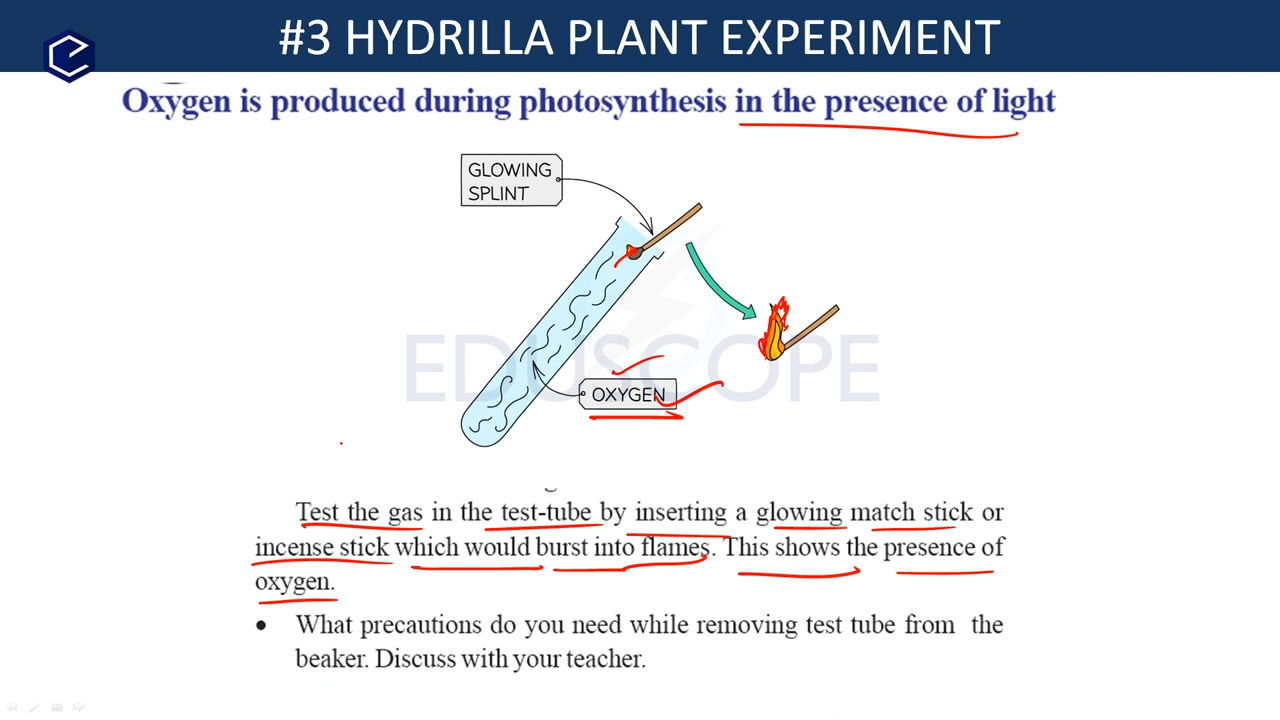 #3 HYDRILLA PLANT EXPERIMENT
Oxygen is produced during photosynthesis in the presence of light
GLOWING
SPLINT
EDUSCOPE
OXYGEN
Test the gas in the test-tube by inserting a glowing match stick or
incense stick which would burst into flames. This shows the presence of
oxygen.
• What precautions do you need while removing test tube from the
beaker. Discuss with your teacher.